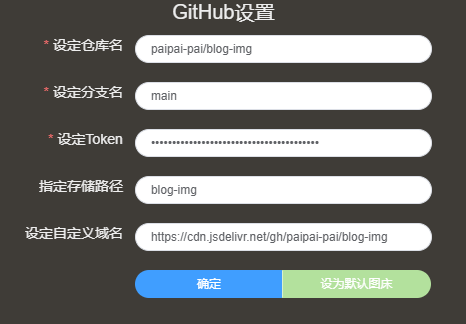 GitHub设置
* 设定仓库名 paipai-pai/blog-img
* 设定分支名 main
* 设定Token ••••••••••••••••••••••••••••••••••••••••
指定存储路径 blog-img
设定自定义域名 https://cdn.jsdelivr.net/gh/paipai-pai/blog-img
确定 设为默认图床